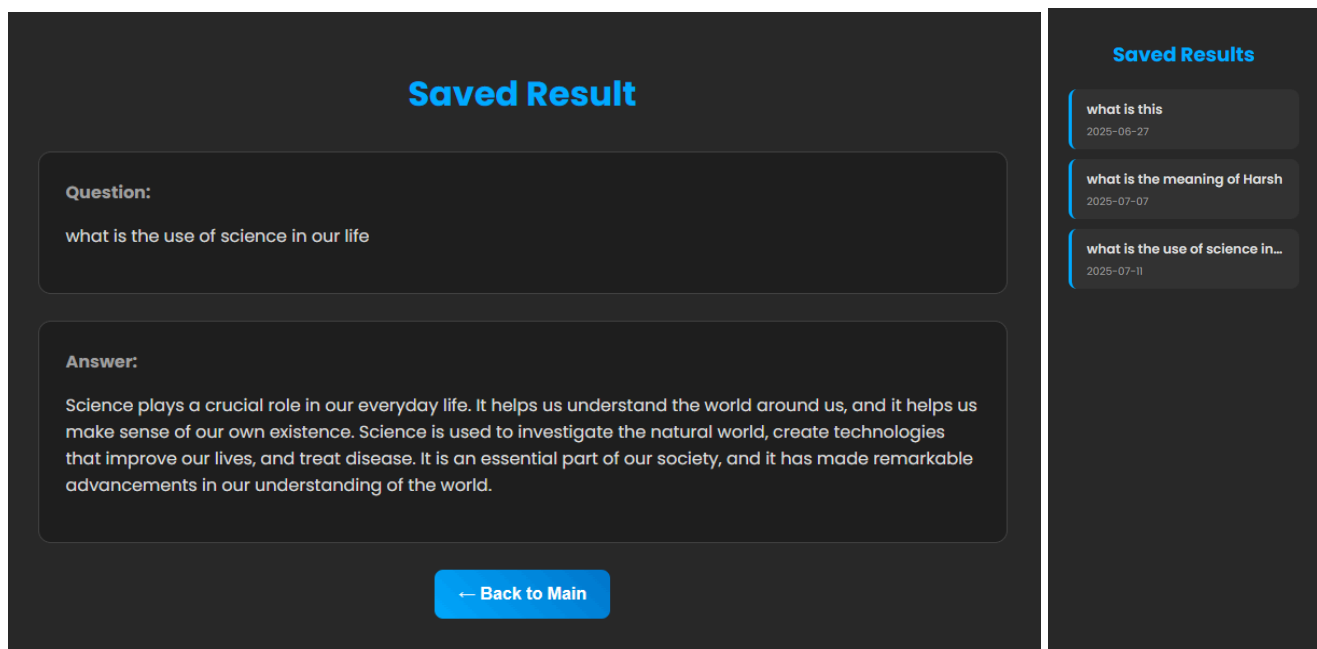 Saved Result
Question:
what is the use of science in our life
Answer:
Science plays a crucial role in our everyday life. It helps us understand the world around us, and it helps us
make sense of our own existence. Science is used to investigate the natural world, create technologies
that improve our lives, and treat disease. It is an essential part of our society, and it has made remarkable
advancements in our understanding of the world.
← Back to Main
Saved Results
what is this
2025-06-27
what is the meaning of Harsh
2025-07-07
what is the use of science in...
2025-07-11